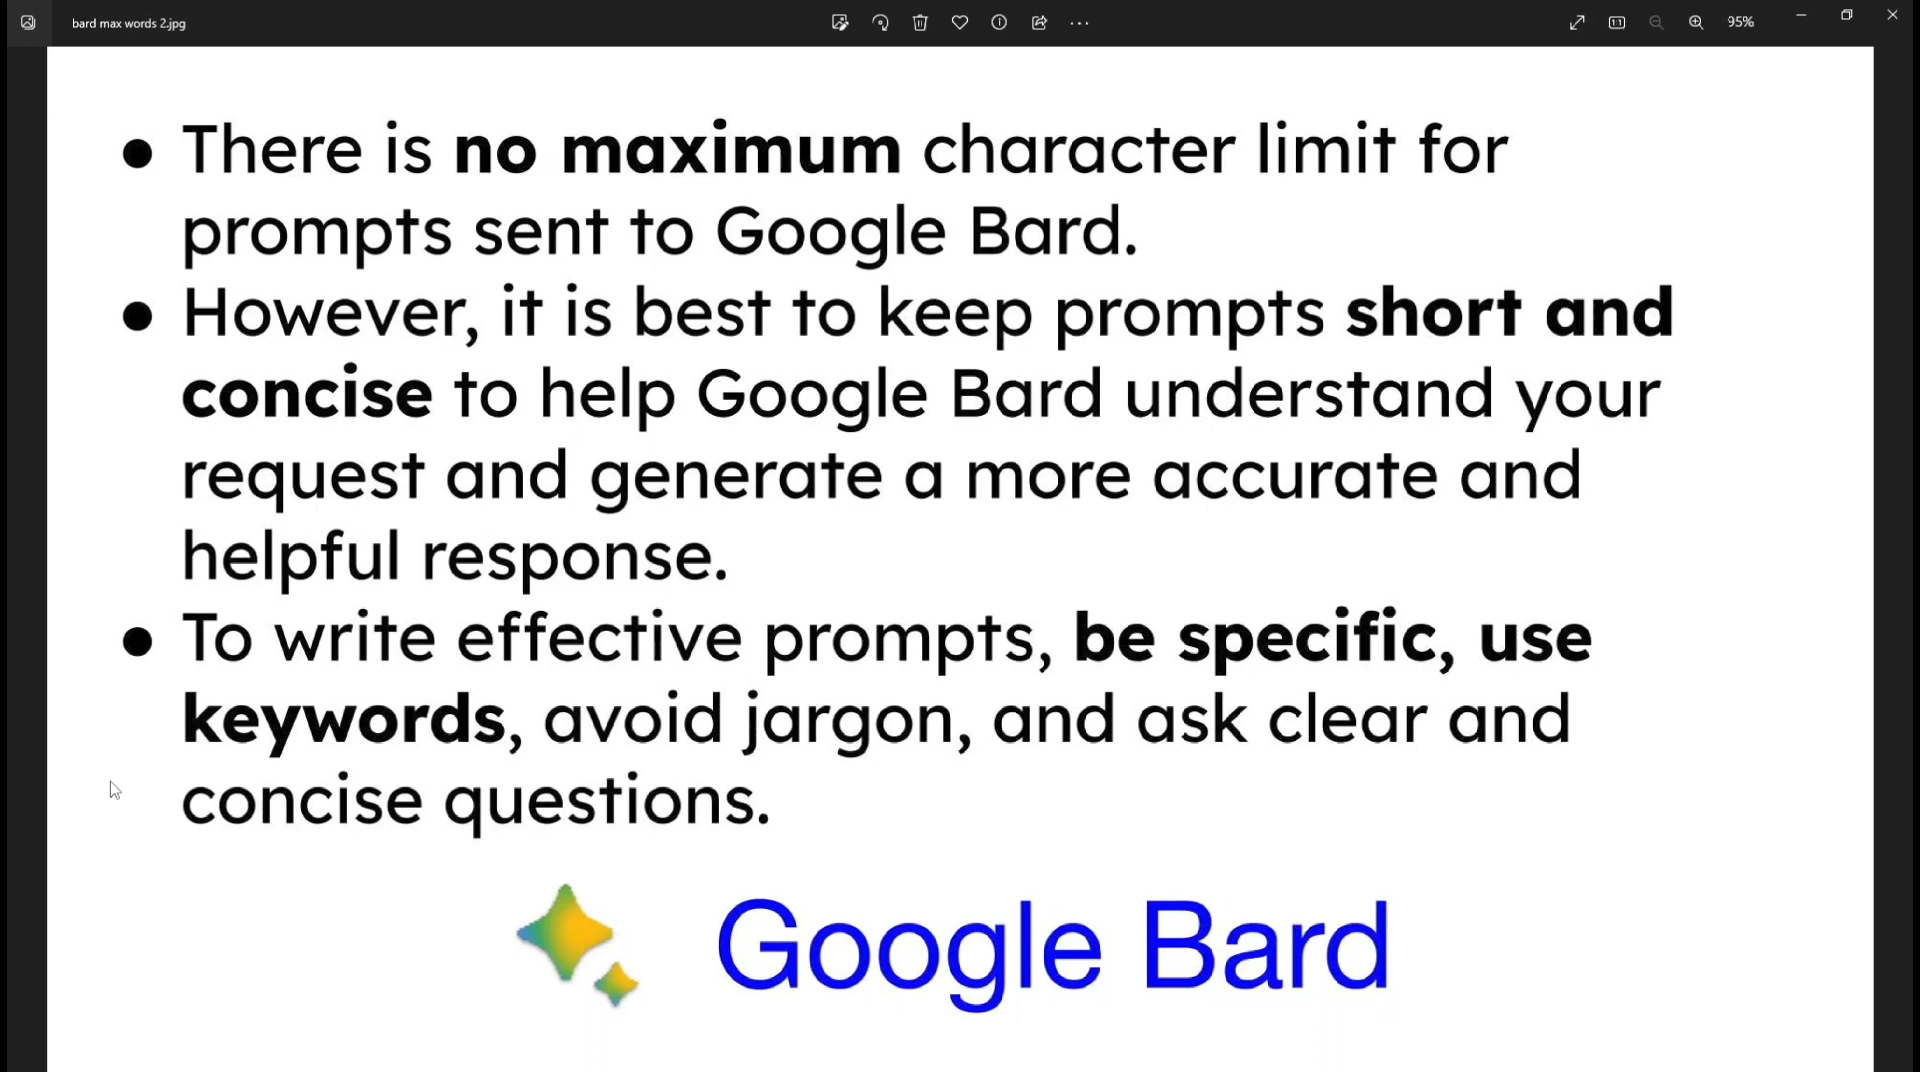 bard max words 2.jpg
95%
• There is no maximum character limit for
prompts sent to Google Bard.
• However, it is best to keep prompts short and
concise to help Google Bard understand your
request and generate a more accurate and
helpful response.
• To write effective prompts, be specific, use
keywords, avoid jargon, and ask clear and
concise questions.
Google Bard